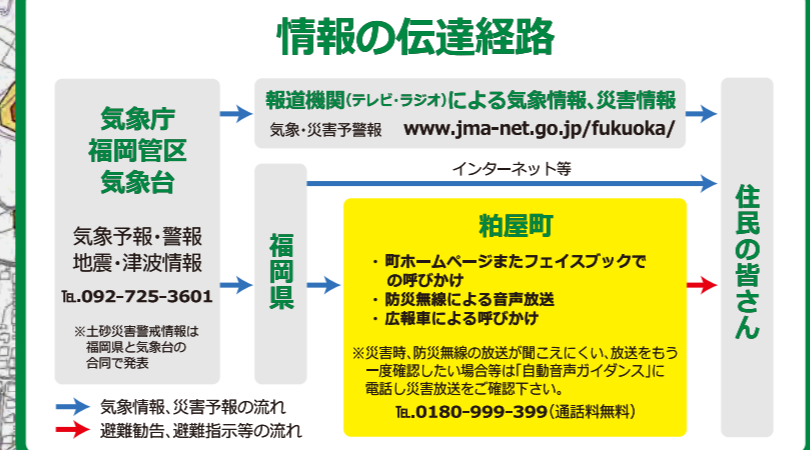 情報の伝達経路
気象庁
福岡管区
気象台
気象予報・警報
地震・津波情報
℡.092-725-3601
※土砂災害警戒情報は
福岡県と気象台の
合同で発表
報道機関(テレビ・ラジオ)による気象情報、災害情報
気象・災害予警報 www.jma-net.go.jp/fukuoka/
インターネット等
福岡県
粕屋町
・町ホームページまたフェイスブックで
の呼びかけ
・防災無線による音声放送
・広報車による呼びかけ
※災害時、防災無線の放送が聞こえにくい、放送をもう
一度確認したい場合等は「自動音声ガイダンス」に
電話し災害放送をご確認下さい。
℡.0180-999-399(通話料無料)
住民の皆さん
気象情報、災害予報の流れ
避難勧告、避難指示等の流れ